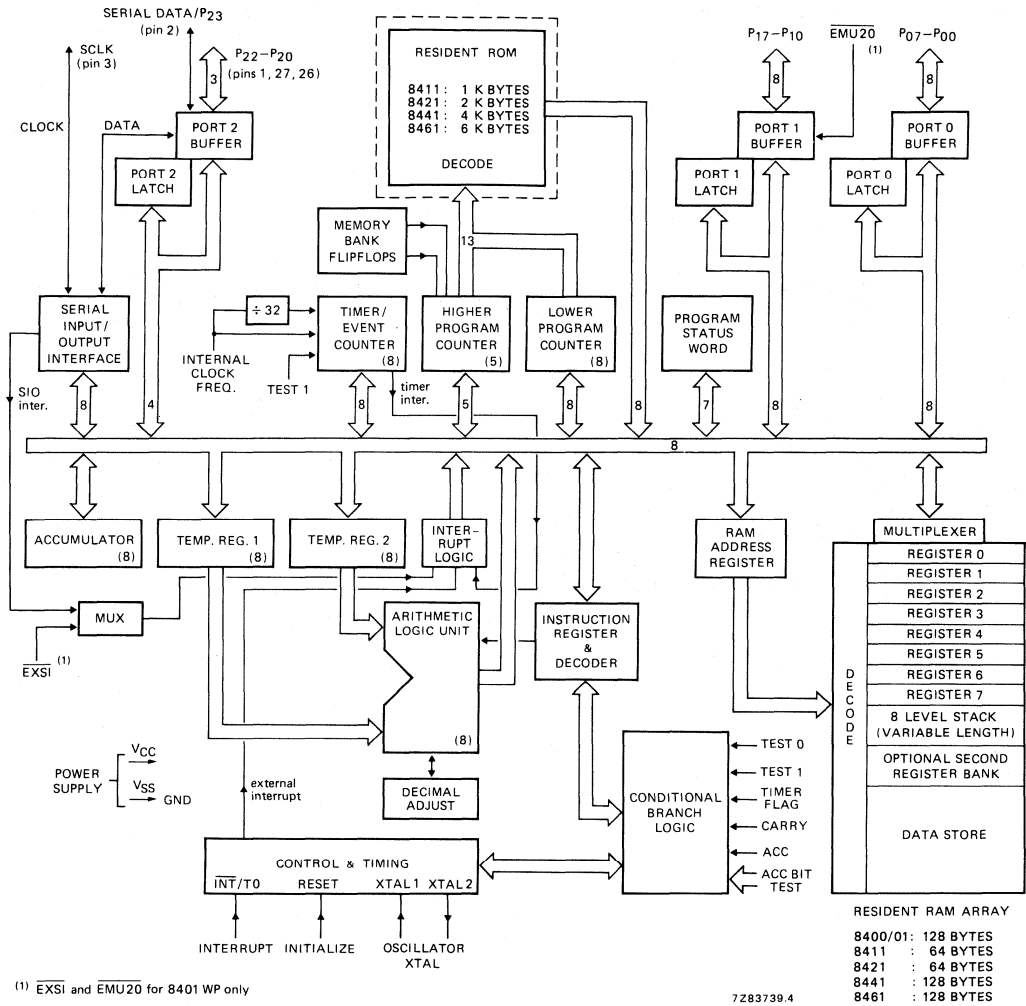 SERIAL DATA/P23
(pin 2)
SCLK
(pin 3)
P22–P20
(pins 1, 27, 26)
3
CLOCK
DATA
PORT 2
BUFFER
PORT 2
LATCH
RESIDENT ROM
8411: 1 K BYTES
8421: 2 K BYTES
8441: 4 K BYTES
8461: 6 K BYTES
DECODE
P17–P10
EMU20
(1)
P07–P00
8
8
PORT 1
BUFFER
PORT 0
BUFFER
PORT 1
LATCH
PORT 0
LATCH
MEMORY
BANK
FLIPFLOPS
13
÷ 32
SERIAL
INPUT/
OUTPUT
INTERFACE
TIMER/
EVENT
COUNTER
(8)
HIGHER
PROGRAM
COUNTER
(5)
LOWER
PROGRAM
COUNTER
(8)
PROGRAM
STATUS
WORD
INTERNAL
CLOCK
FREQ.
TEST 1
SIO
inter.
timer
inter.
8
4
8
5
8
8
7
8
8
8
ACCUMULATOR
(8)
TEMP. REG. 1
(8)
TEMP. REG. 2
(8)
INTER–
RUPT
LOGIC
RAM
ADDRESS
REGISTER
MULTIPLEXER
REGISTER 0
REGISTER 1
REGISTER 2
REGISTER 3
REGISTER 4
REGISTER 5
REGISTER 6
REGISTER 7
8 LEVEL STACK
(VARIABLE LENGTH)
OPTIONAL SECOND
REGISTER BANK
DATA STORE
DECODE
MUX
EXSI (1)
ARITHMETIC
LOGIC UNIT
(8)
INSTRUCTION
REGISTER
&
DECODER
DECIMAL
ADJUST
POWER
SUPPLY
VCC
VSS
GND
external
interrupt
CONDITIONAL
BRANCH
LOGIC
TEST 0
TEST 1
TIMER
FLAG
CARRY
ACC
ACC BIT
TEST
CONTROL & TIMING
INT/T0 RESET XTAL 1 XTAL 2
INTERRUPT INITIALIZE OSCILLATOR
XTAL
RESIDENT RAM ARRAY
8400/01: 128 BYTES
8411 : 64 BYTES
8421 : 64 BYTES
8441 : 128 BYTES
8461 : 128 BYTES
(1) EXSI and EMU20 for 8401 WP only
7Z83739.4